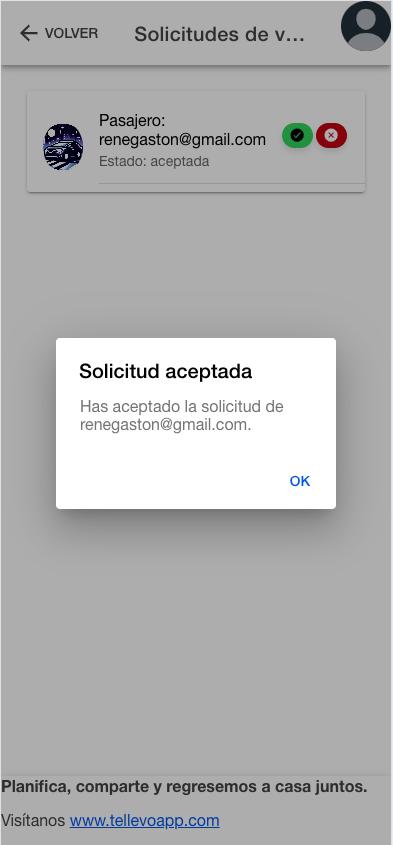 VOLVER
Solicitudes de v...
Pasajero:
renegaston@gmail.com
Estado: aceptada
Solicitud aceptada
Has aceptado la solicitud de
renegaston@gmail.com.
OK
Planifica, comparte y regresemos a casa juntos.
Visítanos www.tellevoapp.com